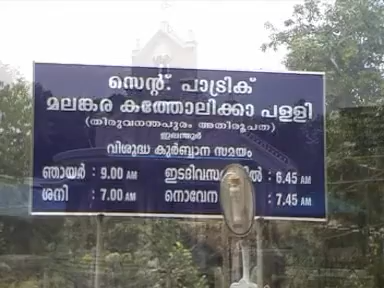 സെന്റ്. പാട്രിക്
മലങ്കര കത്തോലിക്കാ പള്ളി
(തിരുവനന്തപുരം അതിരൂപത)
ഇലന്തൂർ
വിശുദ്ധ കുർബ്ബാന സമയം
ഞായർ : 9.00 AM ഇടദിവസങ്ങളിൽ : 6.45 AM
ശനി : 7.00 AM നൊവേന : 7.45 AM